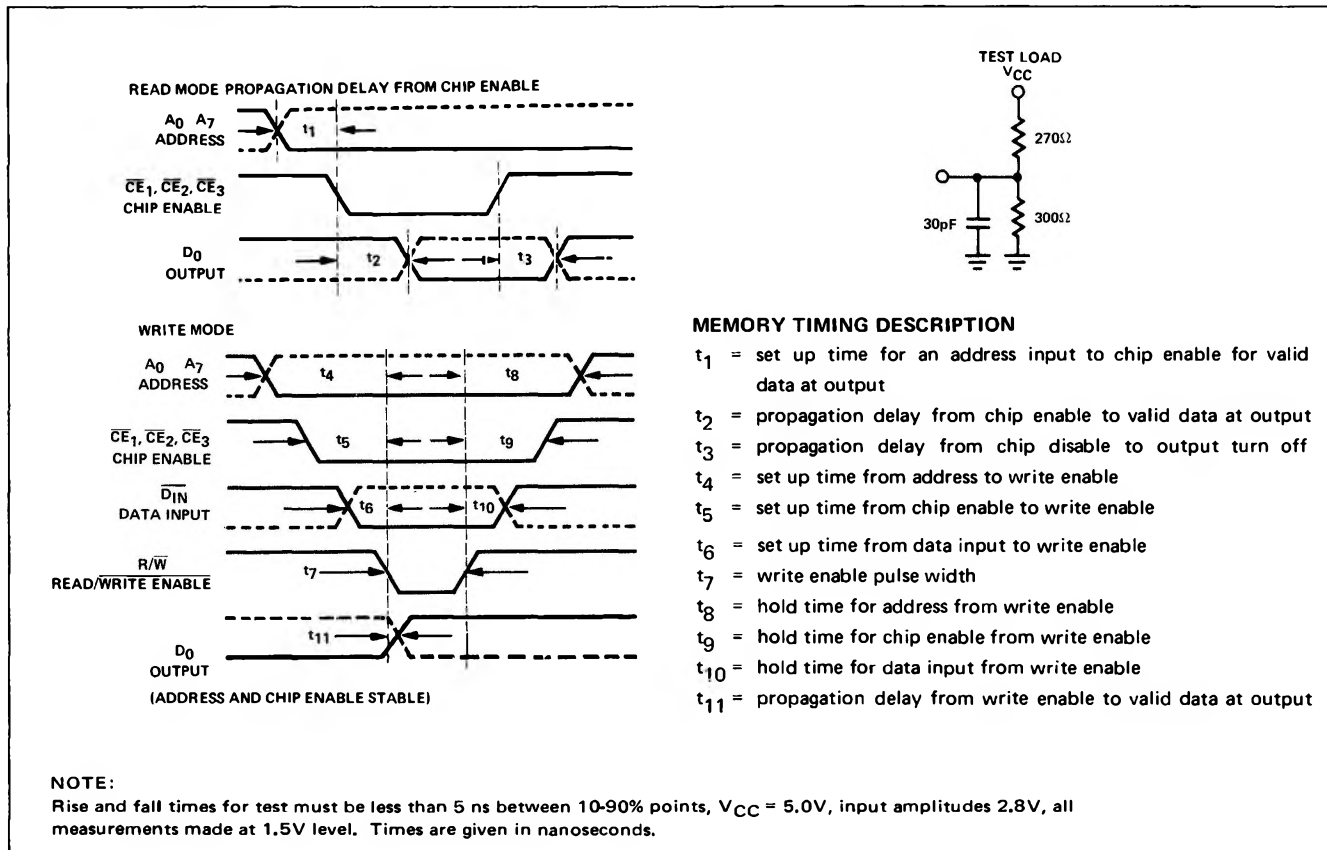 READ MODE PROPAGATION DELAY FROM CHIP ENABLE
A0 A7
ADDRESS
t1
CE1, CE2, CE3
CHIP ENABLE
D0
OUTPUT
t2
t3
WRITE MODE
A0 A7
ADDRESS
t4
t8
CE1, CE2, CE3
CHIP ENABLE
t5
t9
DIN
DATA INPUT
t6
t10
R/W
READ/WRITE ENABLE
t7
D0
OUTPUT
t11
(ADDRESS AND CHIP ENABLE STABLE)
TEST LOAD
VCC
270Ω
30pF
300Ω
MEMORY TIMING DESCRIPTION
t1 = set up time for an address input to chip enable for valid
data at output
t2 = propagation delay from chip enable to valid data at output
t3 = propagation delay from chip disable to output turn off
t4 = set up time from address to write enable
t5 = set up time from chip enable to write enable
t6 = set up time from data input to write enable
t7 = write enable pulse width
t8 = hold time for address from write enable
t9 = hold time for chip enable from write enable
t10 = hold time for data input from write enable
t11 = propagation delay from write enable to valid data at output
NOTE:
Rise and fall times for test must be less than 5 ns between 10-90% points, VCC = 5.0V, input amplitudes 2.8V, all
measurements made at 1.5V level. Times are given in nanoseconds.